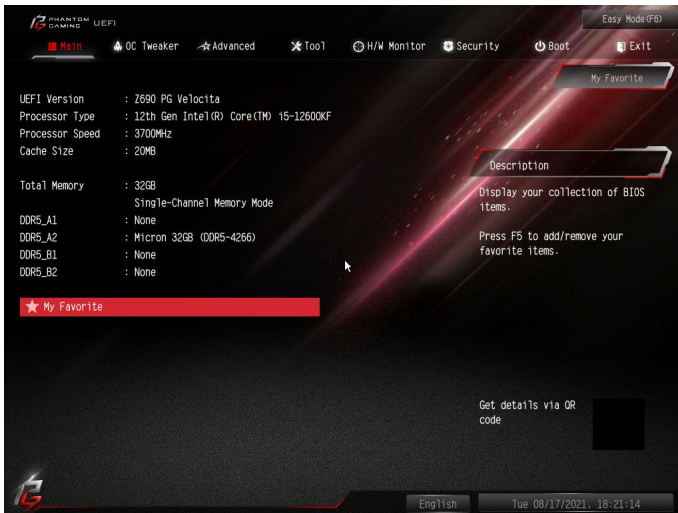 PHANTOM GAMING UEFI
Easy Mode(F6)
Main OC Tweaker Advanced Tool H/W Monitor Security Boot Exit
My Favorite
UEFI Version : Z690 PG Velocita
Processor Type : 12th Gen Intel(R) Core(TM) i5-12600KF
Processor Speed : 3700MHz
Cache Size : 20MB
Total Memory : 32GB
Single-Channel Memory Mode
DDR5_A1 : None
DDR5_A2 : Micron 32GB (DDR5-4266)
DDR5_B1 : None
DDR5_B2 : None
My Favorite
Description
Display your collection of BIOS
items.
Press F5 to add/remove your
favorite items.
Get details via QR
code
English
Tue 08/17/2021. 18:21:14